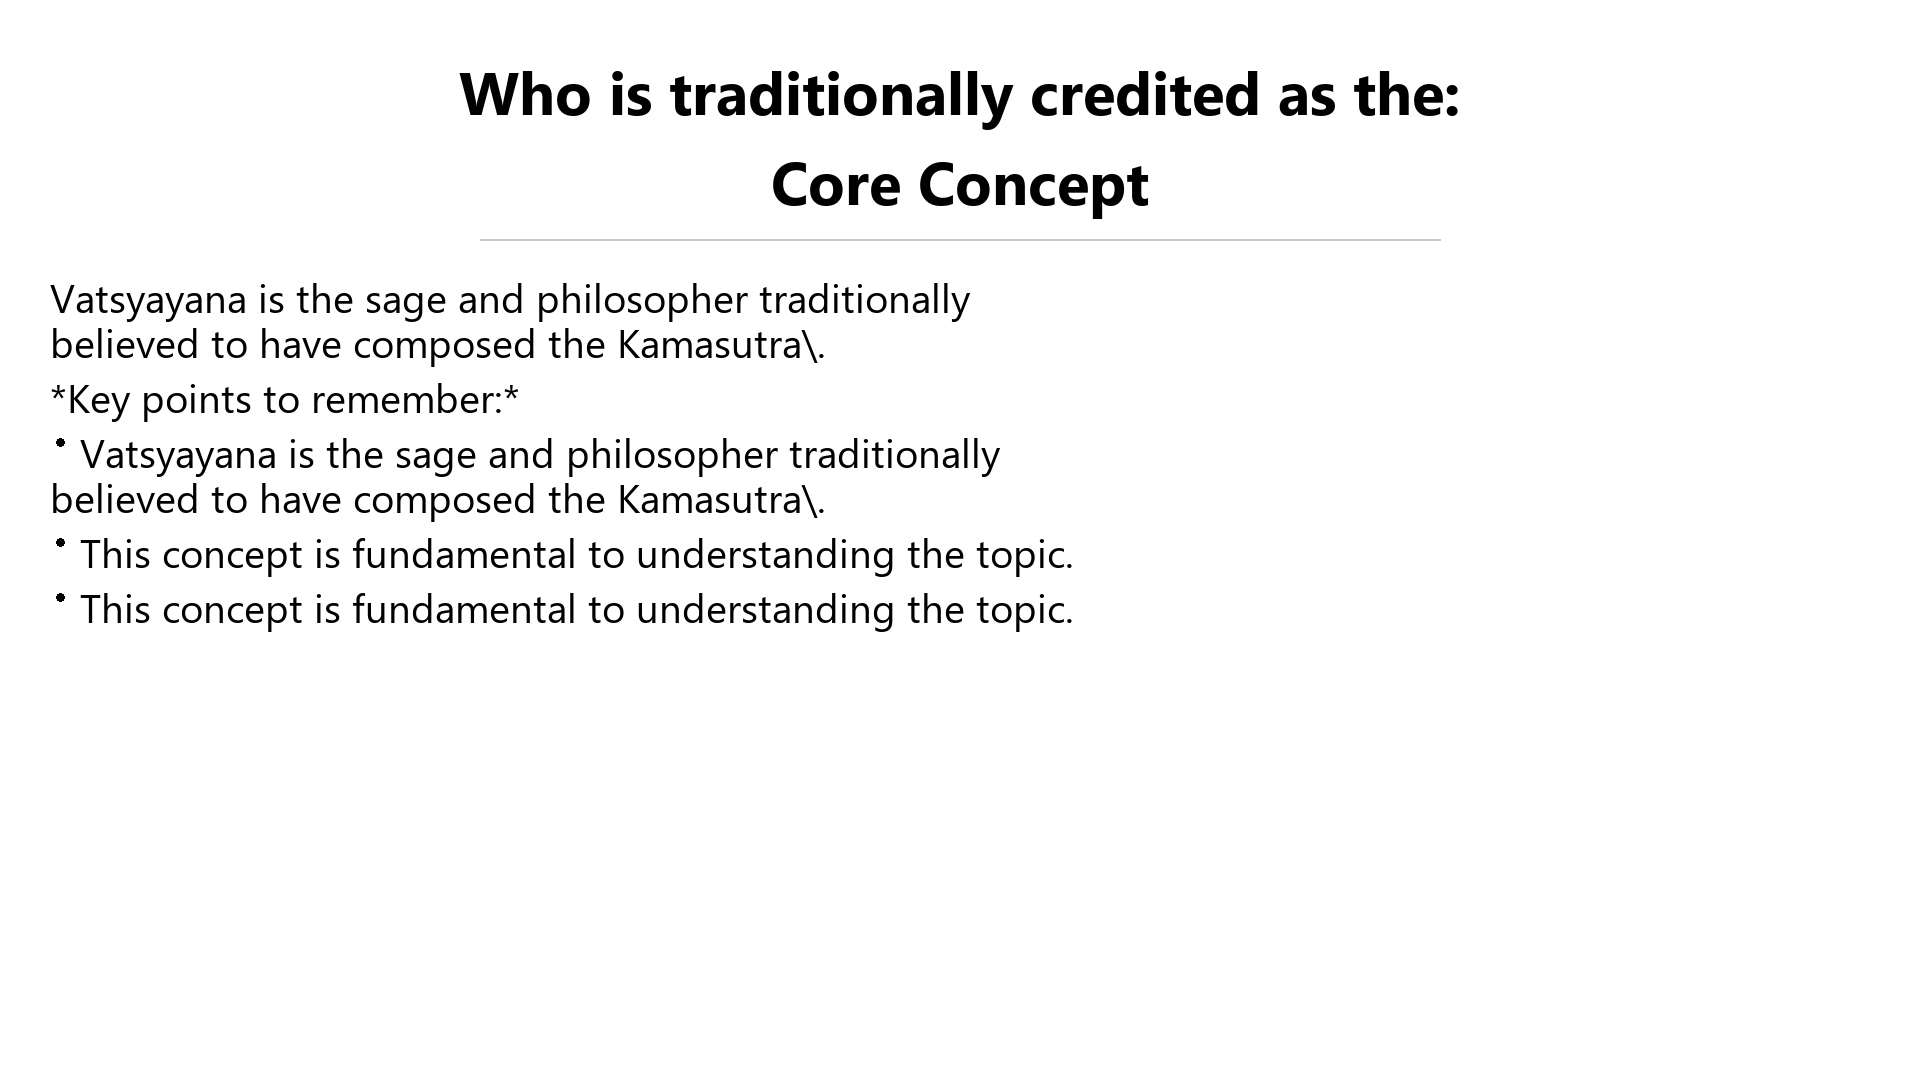 Who is traditionally credited as the:
Core Concept
Vatsyayana is the sage and philosopher traditionally
believed to have composed the Kamasutra\.
*Key points to remember:*
• Vatsyayana is the sage and philosopher traditionally
believed to have composed the Kamasutra\.
• This concept is fundamental to understanding the topic.
• This concept is fundamental to understanding the topic.